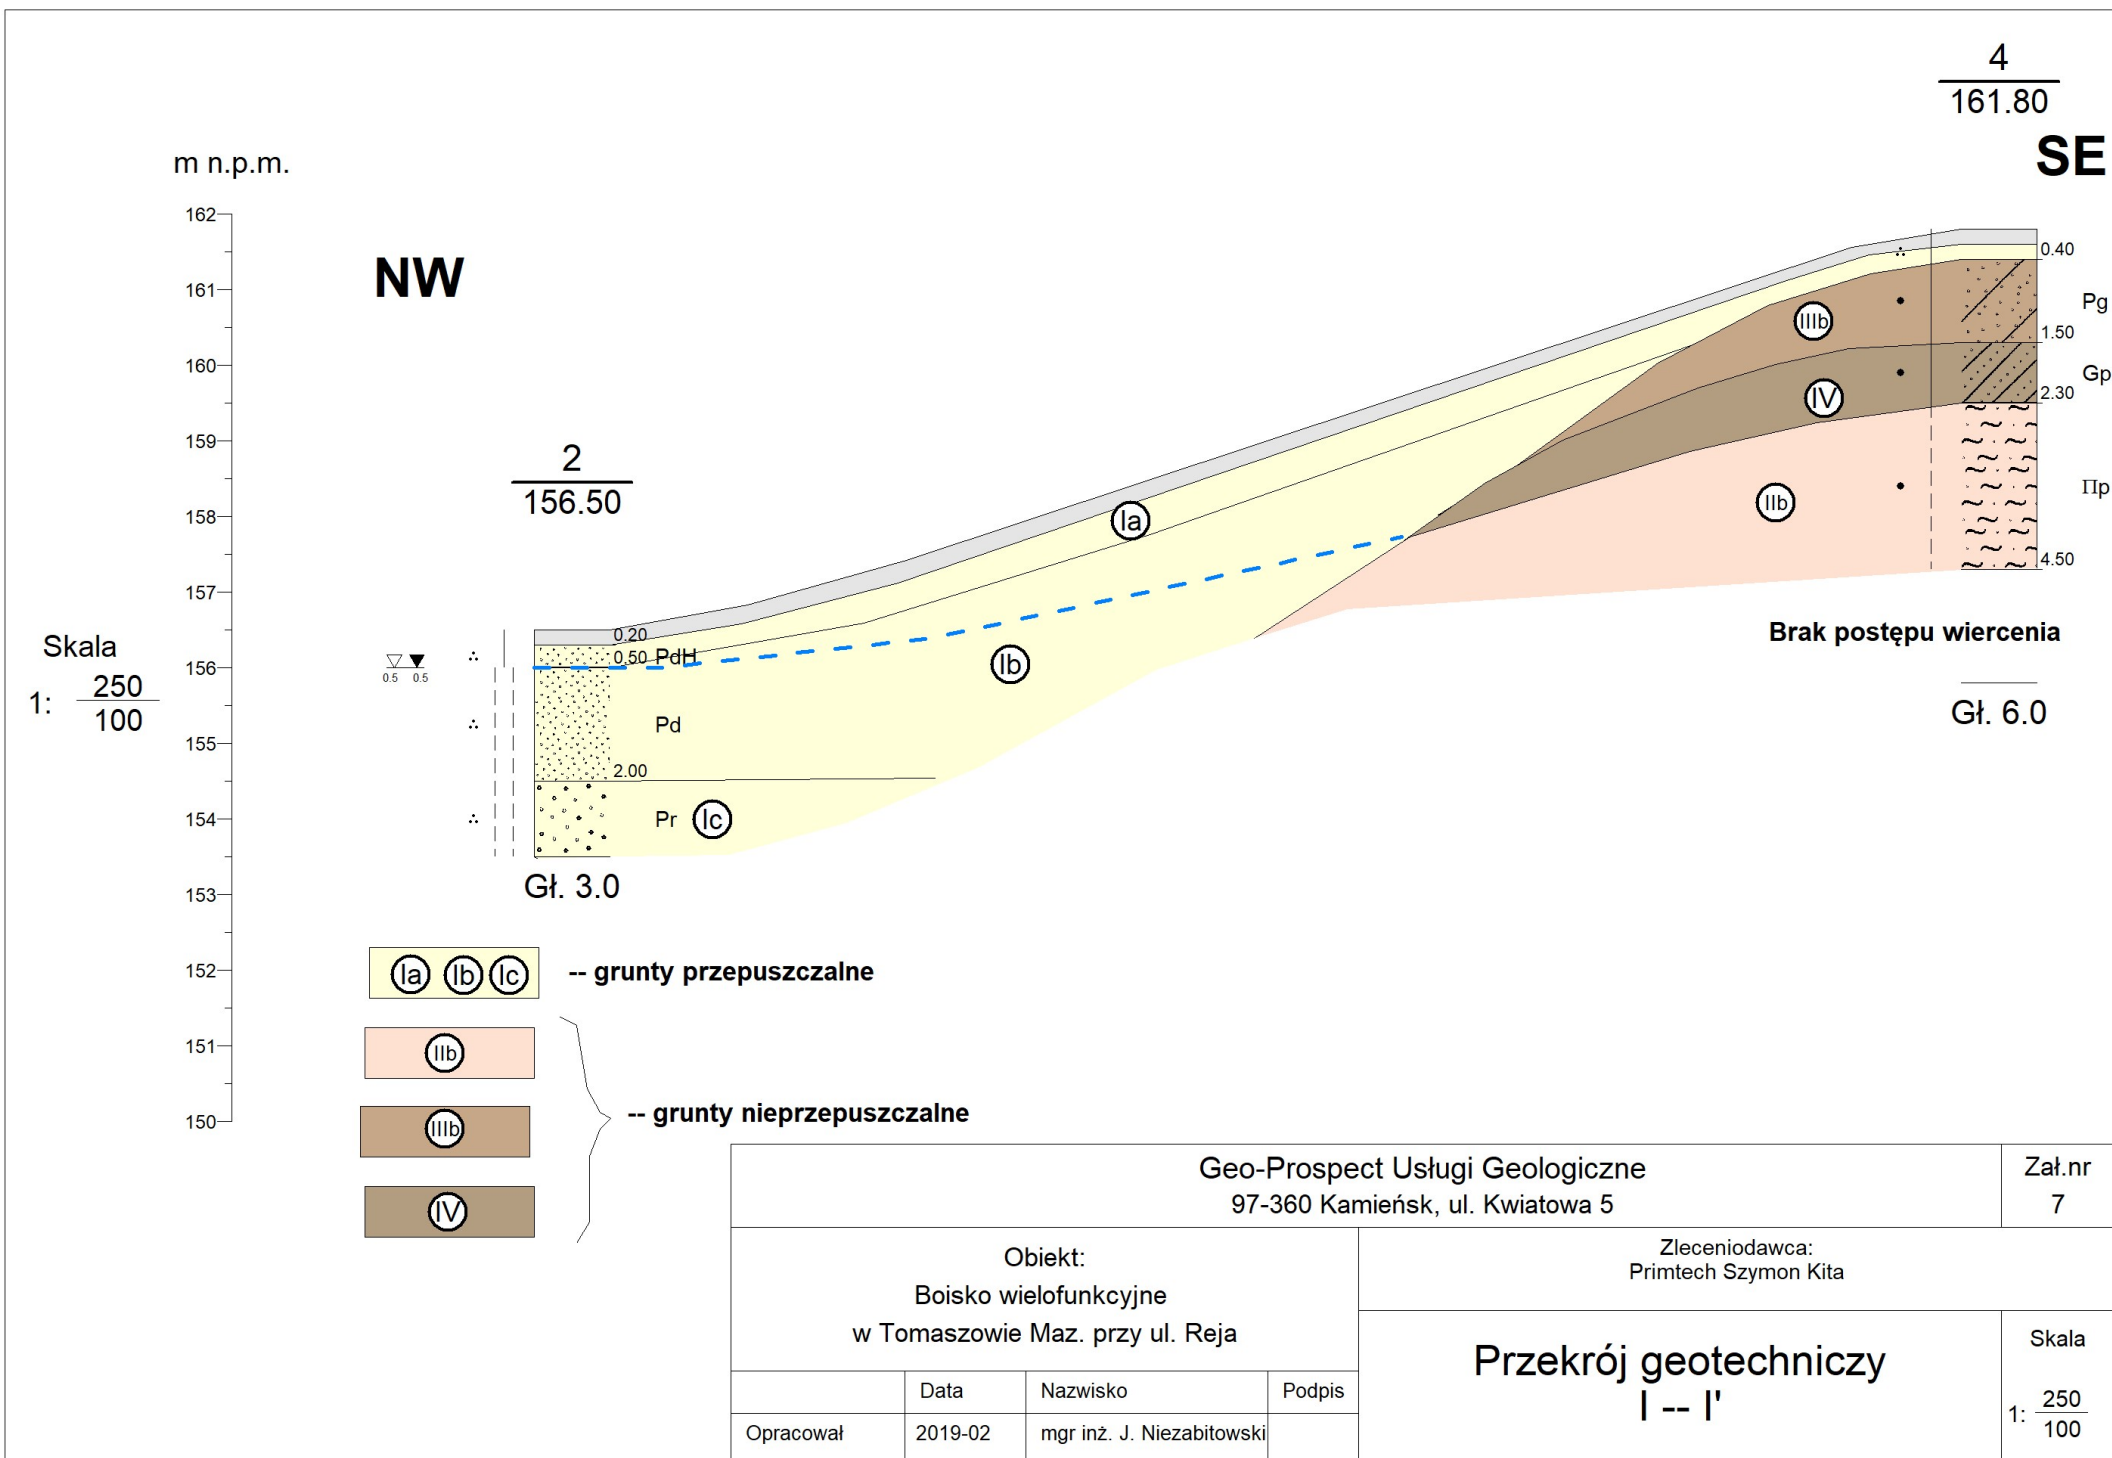 4
161.80
SE
m n.p.m.
NW
162
161
160
159
158
157
156
155
154
153
152
151
150
2
156.50
Skala
1: 250
100
0.5 0.5
0.20
0.50 PdH
Pd
2.00
Pr Ic
Gł. 3.0
Ia
Ib
IIIb
IV
IIb
0.40
Pg
1.50
Gp
2.30
Πp
4.50
Brak postępu wiercenia
Gł. 6.0
Ia Ib Ic -- grunty przepuszczalne
IIb
IIIb
IV
-- grunty nieprzepuszczalne
Geo-Prospect Usługi Geologiczne
97-360 Kamieńsk, ul. Kwiatowa 5
Zał.nr
7
Obiekt:
Boisko wielofunkcyjne
w Tomaszowie Maz. przy ul. Reja
Zleceniodawca:
Primtech Szymon Kita
Data Nazwisko Podpis
Opracował 2019-02 mgr inż. J. Niezabitowski
Przekrój geotechniczy
I -- I'
Skala
1: 250
100